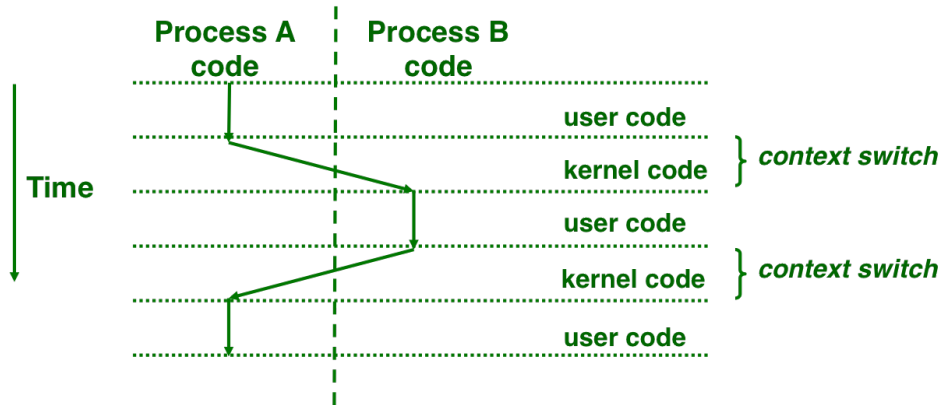 Process A
code
Process B
code
user code
kernel code
context switch
Time
user code
kernel code
context switch
user code